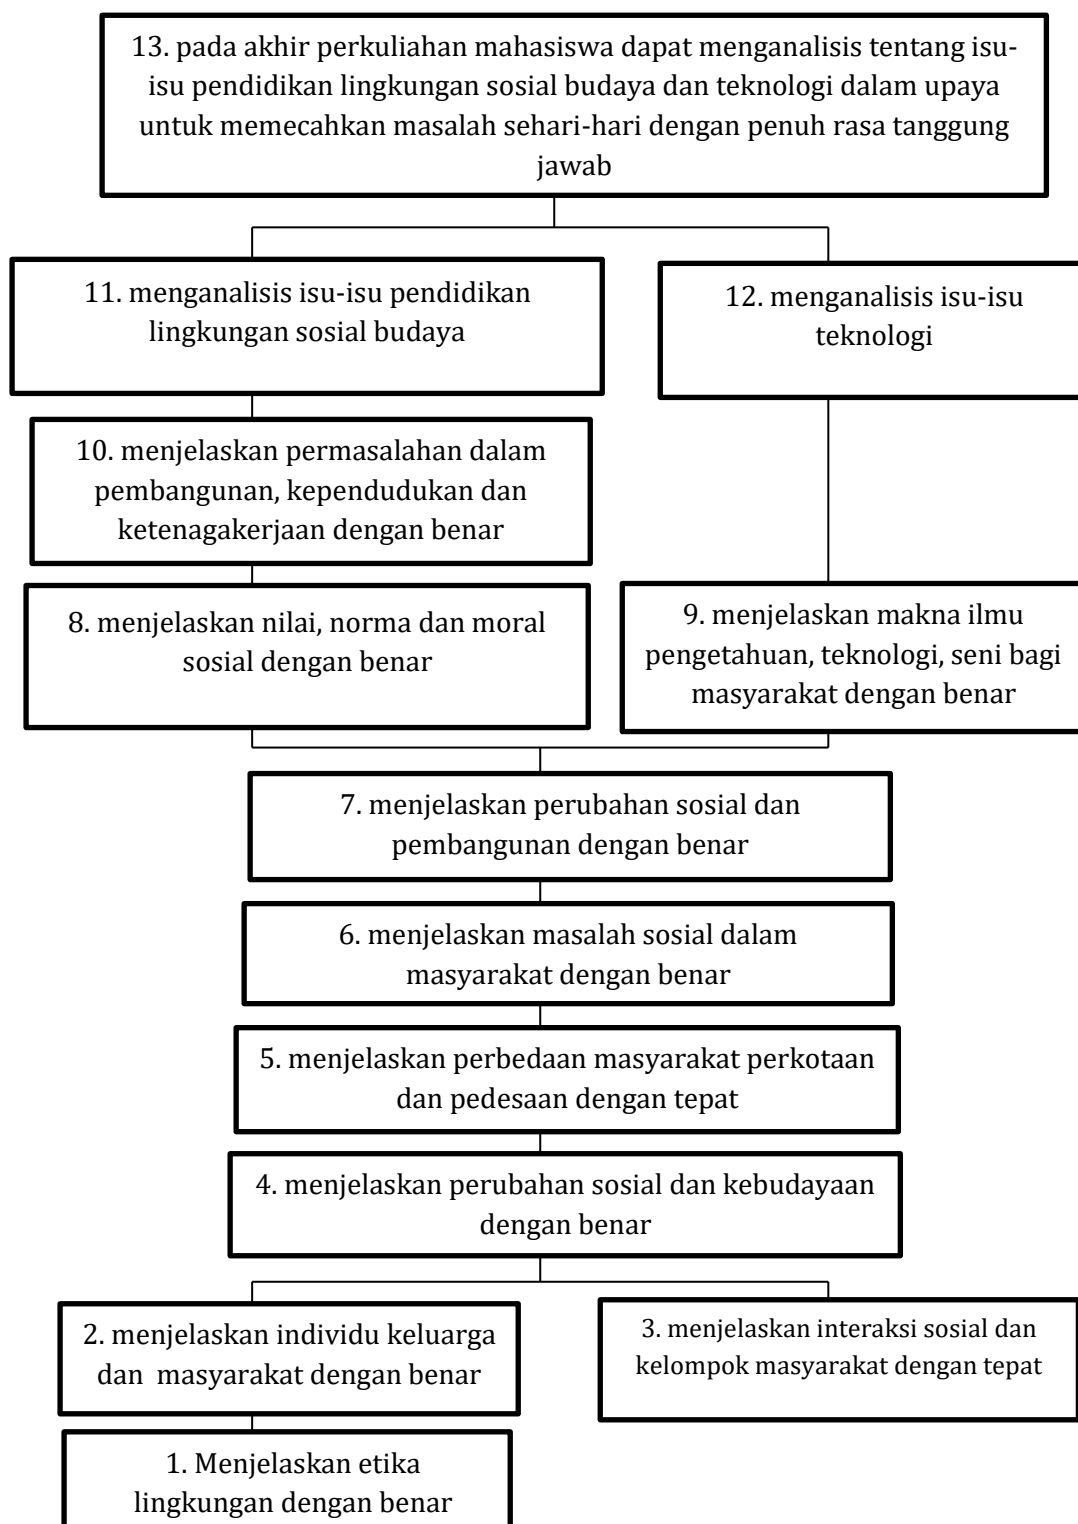 13. pada akhir perkuliahan mahasiswa dapat menganalisis tentang isu-
isu pendidikan lingkungan sosial budaya dan teknologi dalam upaya
untuk memecahkan masalah sehari-hari dengan penuh rasa tanggung
jawab
11. menganalisis isu-isu pendidikan
lingkungan sosial budaya
12. menganalisis isu-isu
teknologi
10. menjelaskan permasalahan dalam
pembangunan, kependudukan dan
ketenagakerjaan dengan benar
8. menjelaskan nilai, norma dan moral
sosial dengan benar
9. menjelaskan makna ilmu
pengetahuan, teknologi, seni bagi
masyarakat dengan benar
7. menjelaskan perubahan sosial dan
pembangunan dengan benar
6. menjelaskan masalah sosial dalam
masyarakat dengan benar
5. menjelaskan perbedaan masyarakat perkotaan
dan pedesaan dengan tepat
4. menjelaskan perubahan sosial dan kebudayaan
dengan benar
2. menjelaskan individu keluarga
dan  masyarakat dengan benar
3. menjelaskan interaksi sosial dan
kelompok masyarakat dengan tepat
1. Menjelaskan etika
lingkungan dengan benar